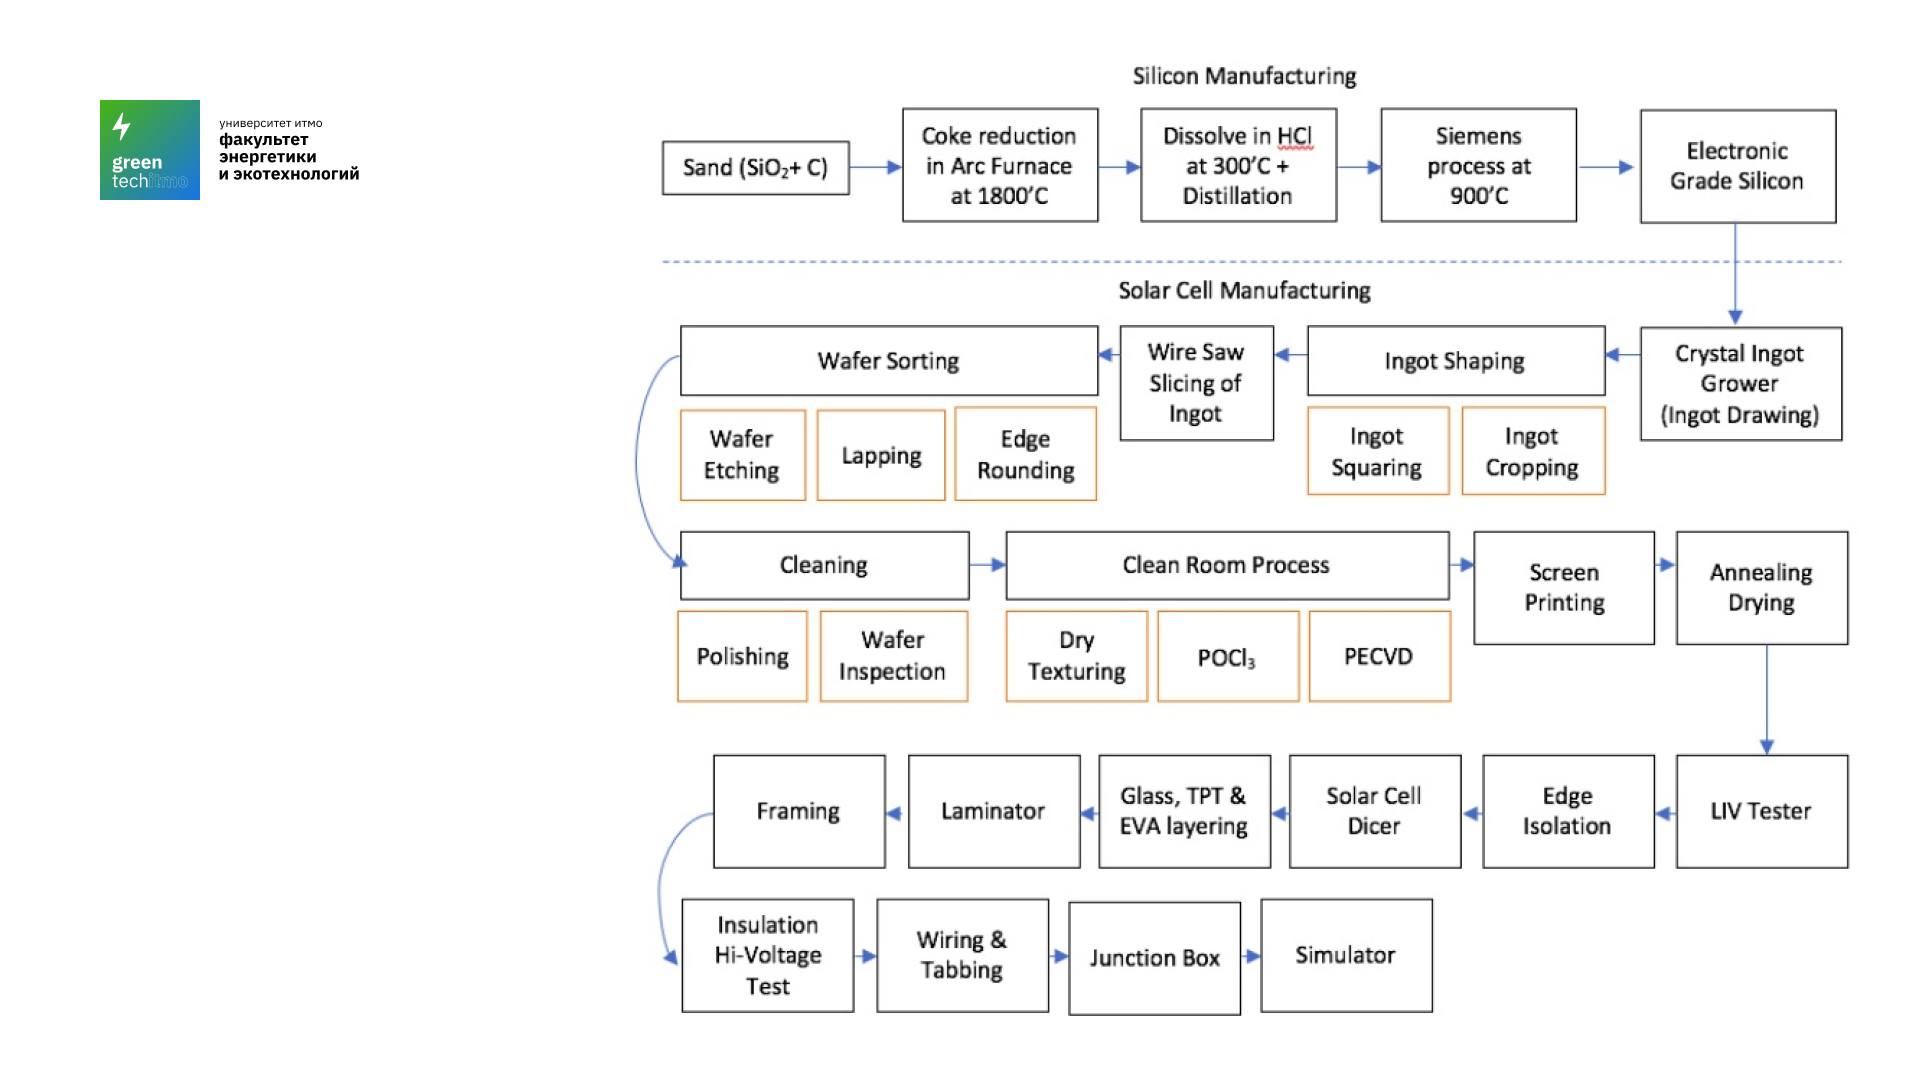 green
techitmo
университет итмо
факультет
энергетики
и экотехнологий
Silicon Manufacturing
Sand (SiO₂+ C)
Coke reduction
in Arc Furnace
at 1800’C
Dissolve in HCl
at 300’C +
Distillation
Siemens
process at
900’C
Electronic
Grade Silicon
Solar Cell Manufacturing
Wafer Sorting
Wire Saw
Slicing of
Ingot
Ingot Shaping
Crystal Ingot
Grower
(Ingot Drawing)
Wafer
Etching
Lapping
Edge
Rounding
Ingot
Squaring
Ingot
Cropping
Cleaning
Clean Room Process
Screen
Printing
Annealing
Drying
Polishing
Wafer
Inspection
Dry
Texturing
POCl₃
PECVD
Framing
Laminator
Glass, TPT &
EVA layering
Solar Cell
Dicer
Edge
Isolation
LIV Tester
Insulation
Hi-Voltage
Test
Wiring &
Tabbing
Junction Box
Simulator